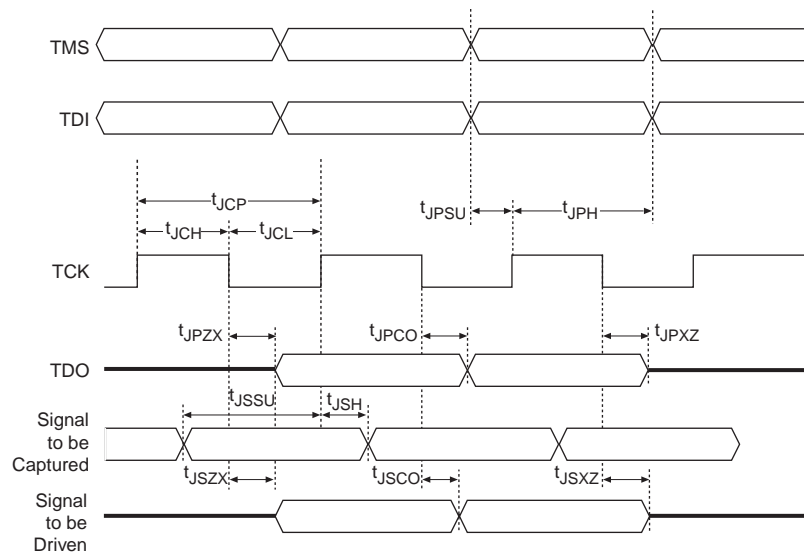 TMS
TDI
tJCP
tJCH
tJCL
tJPSU
tJPH
TCK
tJPZX
tJPCO
tJPXZ
TDO
tJSSU
tJSH
Signal
to be
Captured
tJSZX
tJSCO
tJSXZ
Signal
to be
Driven